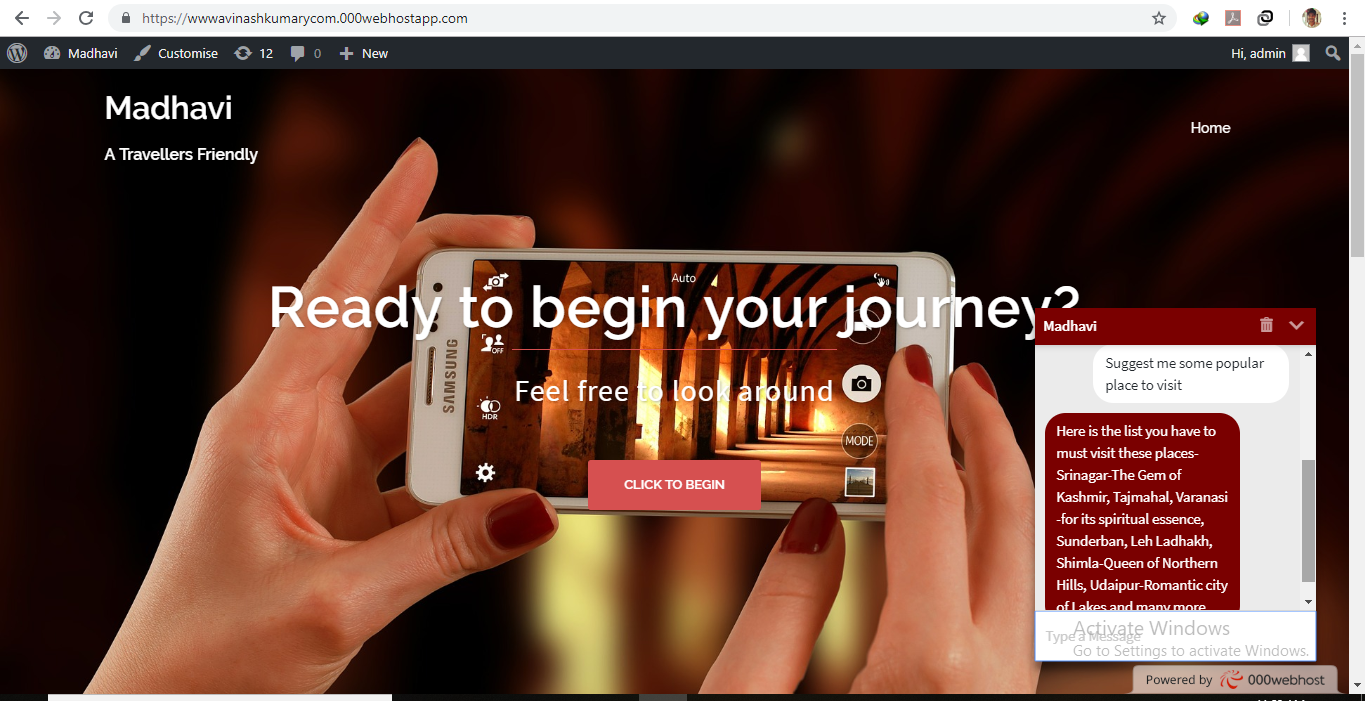 https://wwwavinashkumarycom.000webhostapp.com
Madhavi Customise 12 0 New Hi, admin
Madhavi
A Travellers Friendly
Home
Auto
OFF
SAMSUNG
HDR
MODE
Ready to begin your journey?
Feel free to look around
CLICK TO BEGIN
Madhavi
Suggest me some popular
place to visit
Here is the list you have to
must visit these places-
Srinagar-The Gem of
Kashmir, Tajmahal, Varanasi
-for its spiritual essence,
Sunderban, Leh Ladhakh,
Shimla-Queen of Northern
Hills, Udaipur-Romantic city
of Lakes and many more
Type a Message
Activate Windows
Go to Settings to activate Windows.
Powered by 000webhost